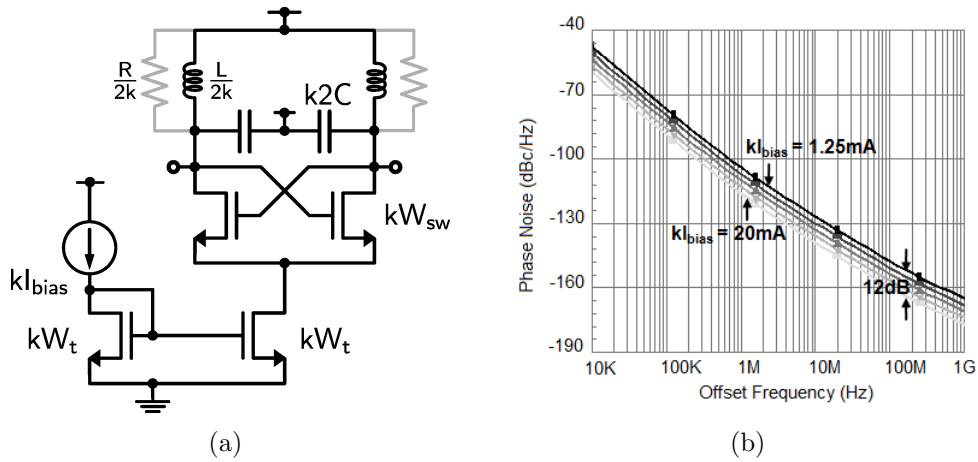 R
2k
L
2k
k2C
kW_sw
kI_bias
kW_t
kW_t
(a)
Phase Noise (dBc/Hz)
-40
-70
-100
-130
-160
-190
kI_bias = 1.25mA
kI_bias = 20mA
12dB
10K 100K 1M 10M 100M 1G
Offset Frequency (Hz)
(b)